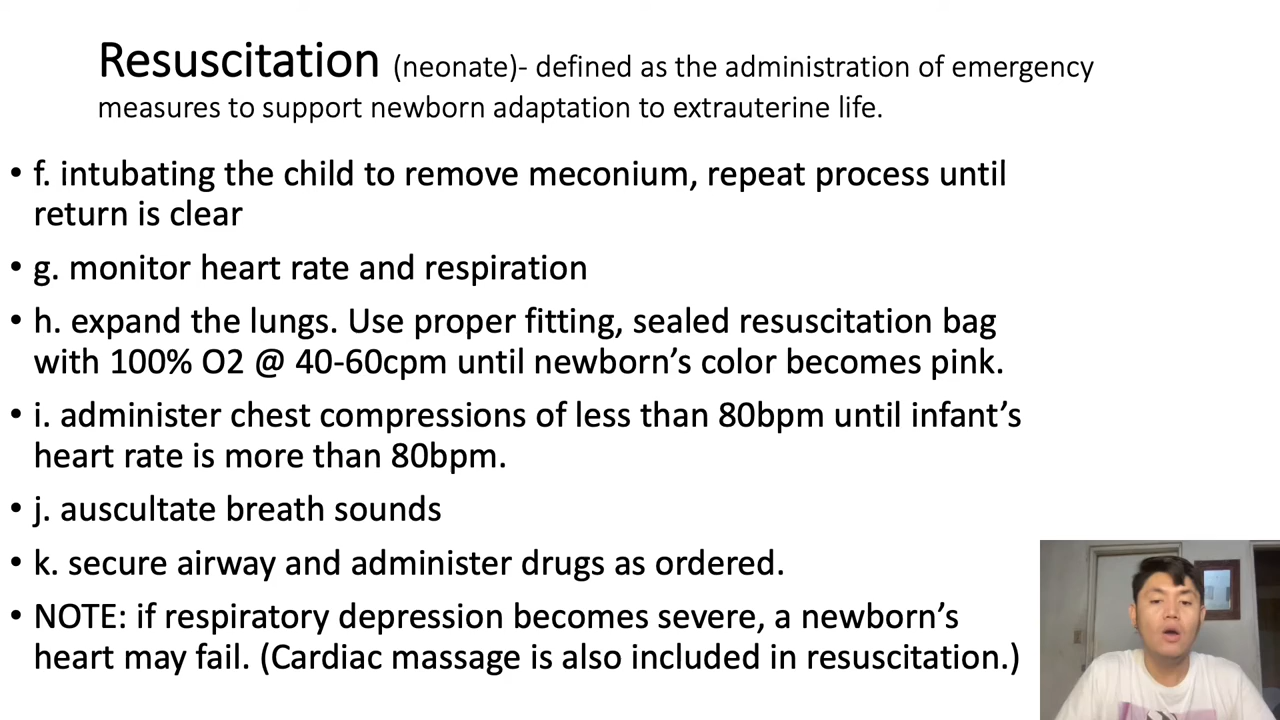 Resuscitation (neonate)- defined as the administration of emergency
measures to support newborn adaptation to extrauterine life.
• f. intubating the child to remove meconium, repeat process until
return is clear
• g. monitor heart rate and respiration
• h. expand the lungs. Use proper fitting, sealed resuscitation bag
with 100% O2 @ 40-60cpm until newborn’s color becomes pink.
• i. administer chest compressions of less than 80bpm until infant’s
heart rate is more than 80bpm.
• j. auscultate breath sounds
• k. secure airway and administer drugs as ordered.
• NOTE: if respiratory depression becomes severe, a newborn’s
heart may fail. (Cardiac massage is also included in resuscitation.)